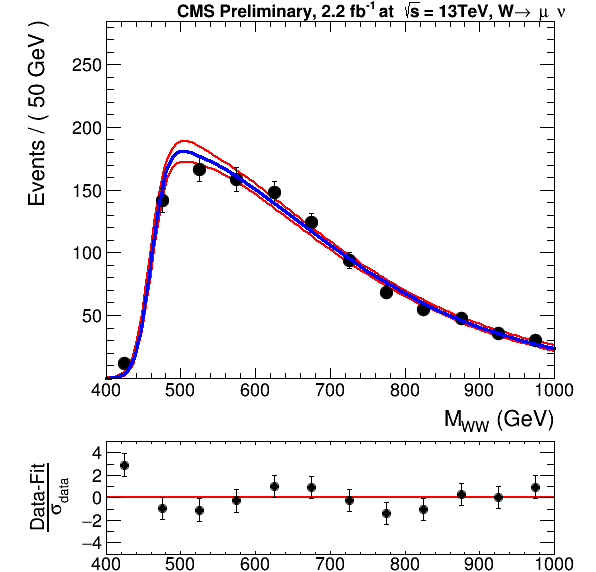 CMS Preliminary, 2.2 fb⁻¹ at √s = 13TeV, W→ μ ν
Events / ( 50 GeV )
250
200
150
100
50
400 500 600 700 800 900 1000
M_WW (GeV)
Data-Fit
σ_data
4
2
0
−2
−4
400 500 600 700 800 900 1000